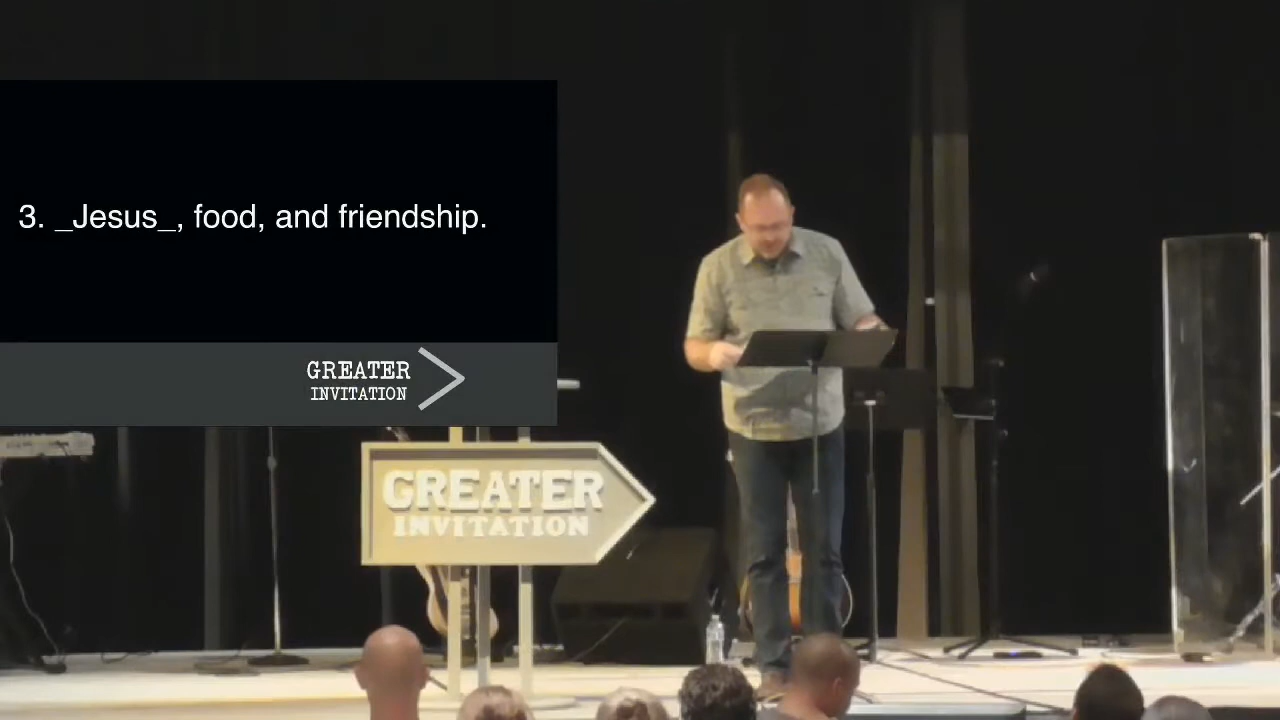 3. _Jesus_, food, and friendship.
GREATER
INVITATION
GREATER
INVITATION